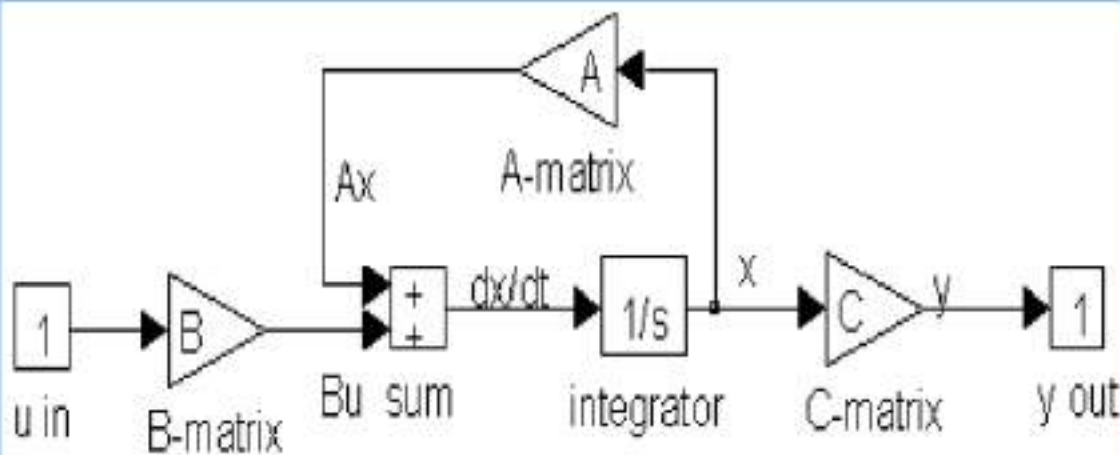 A
A-matrix
Ax
1
u in
B
B-matrix
Bu
+
+
sum
dx/dt
1/s
integrator
x
C
C-matrix
y
1
y out